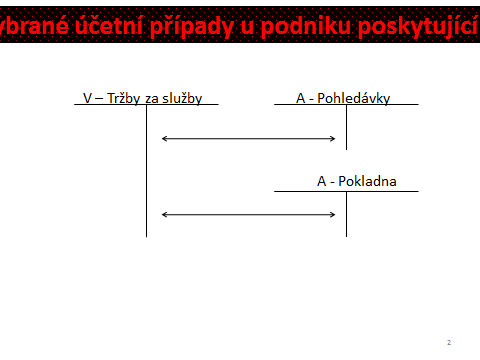 ybrané účetní případy u podniku poskytující
V – Tržby za služby
A - Pohledávky
A - Pokladna
2